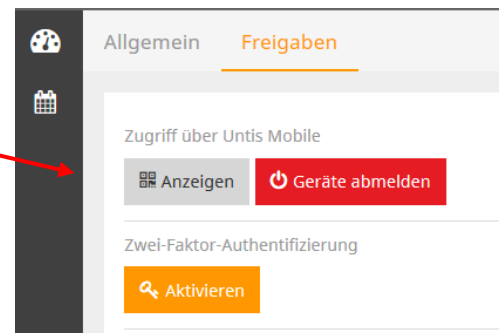 Allgemein Freigaben
Zugriff über Untis Mobile
Anzeigen Geräte abmelden
Zwei-Faktor-Authentifizierung
Aktivieren